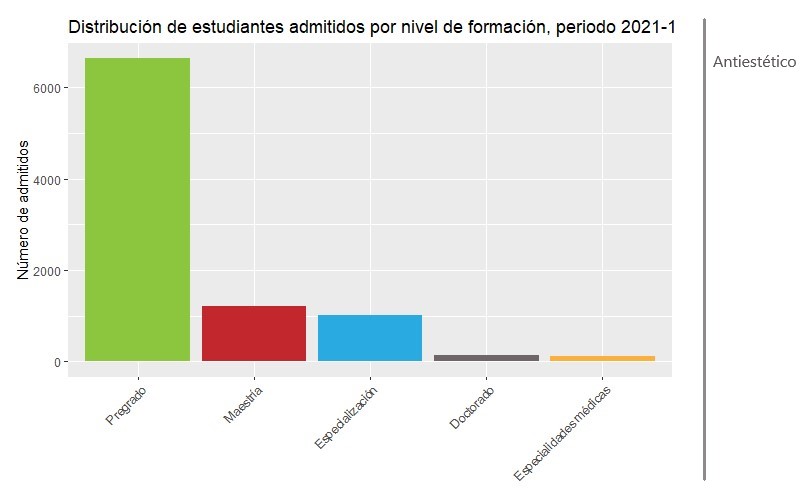 Distribución de estudiantes admitidos por nivel de formación, periodo 2021-1
Antiestético
Número de admitidos
6000
4000
2000
0
Pregrado
Maestría
Especialización
Doctorado
Especialidades médicas